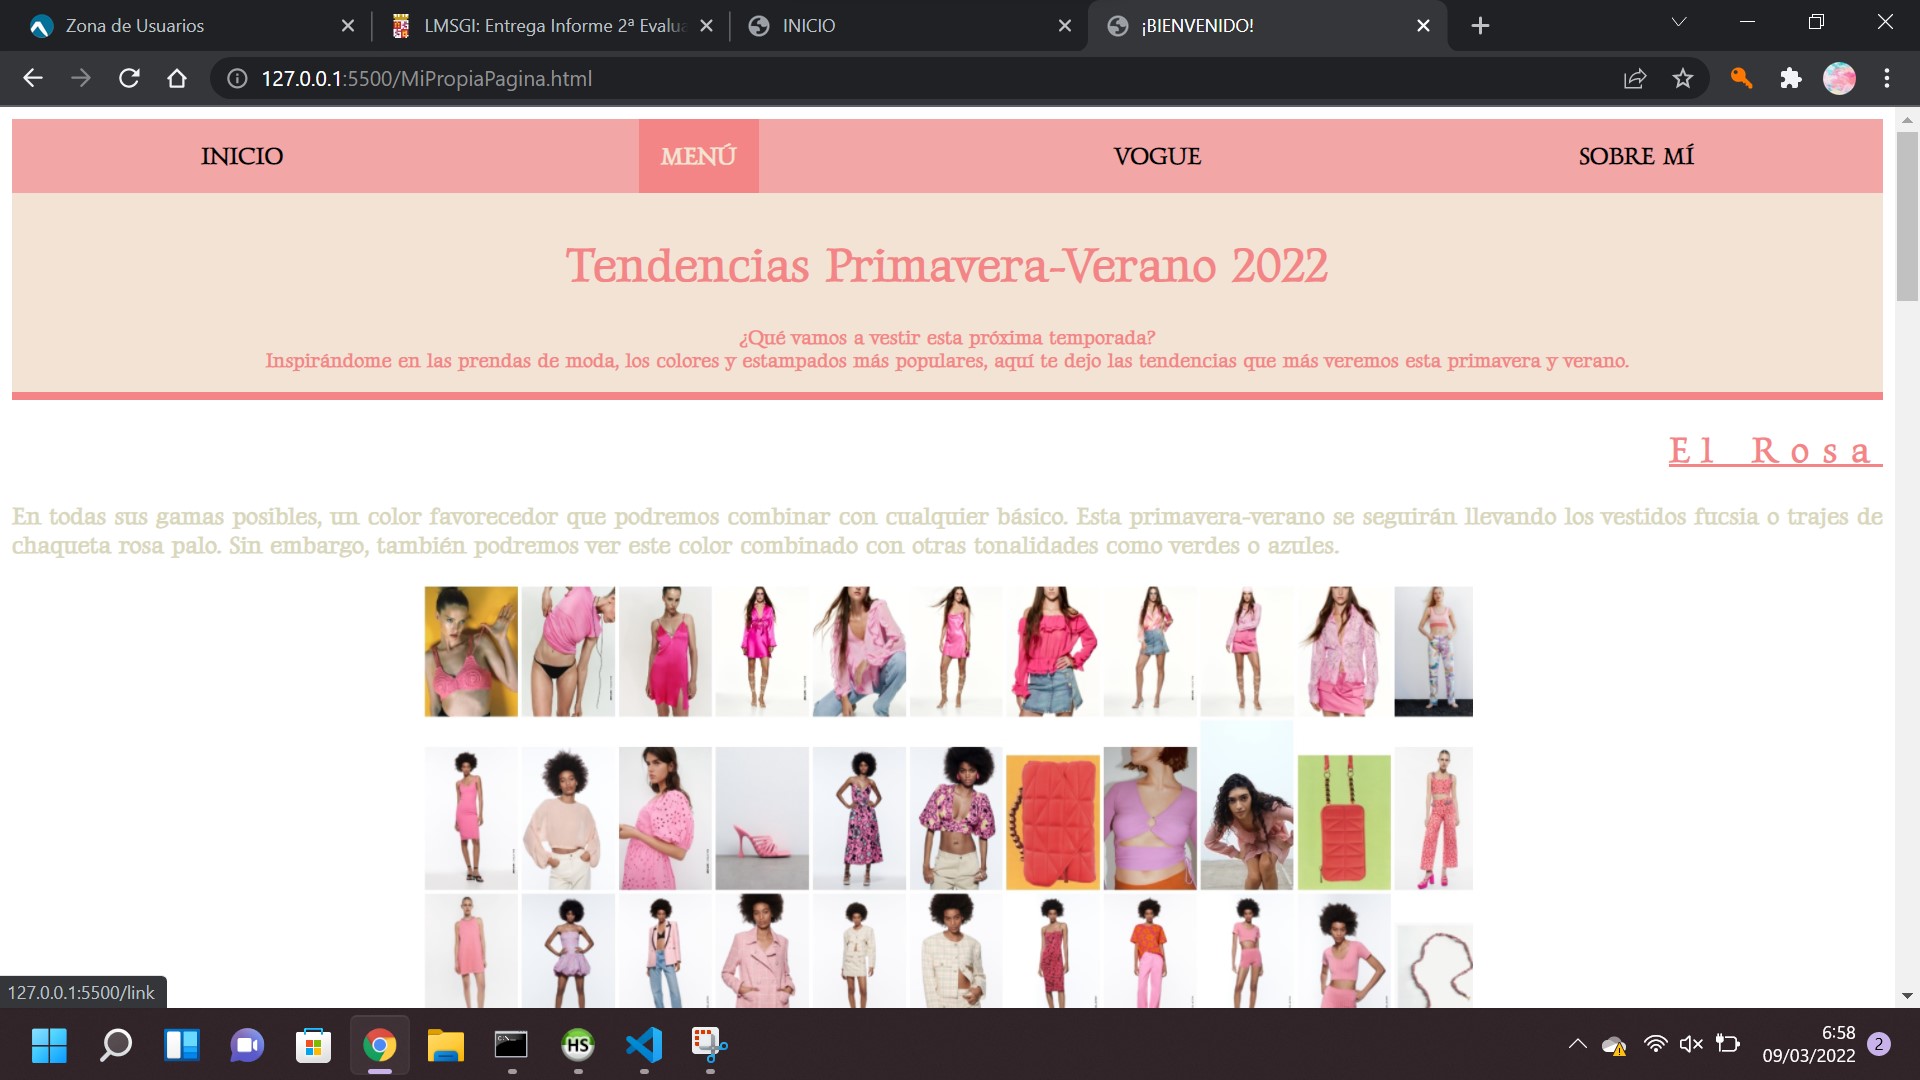 Zona de Usuarios
LMSGI: Entrega Informe 2ª Evalua
INICIO
¡BIENVENIDO!
127.0.0.1:5500/MiPropiaPagina.html
INICIO
MENÚ
VOGUE
SOBRE MÍ
Tendencias Primavera-Verano 2022
¿Qué vamos a vestir esta próxima temporada?
Inspirándome en las prendas de moda, los colores y estampados más populares, aquí te dejo las tendencias que más veremos esta primavera y verano.
El Rosa
En todas sus gamas posibles, un color favorecedor que podremos combinar con cualquier básico. Esta primavera-verano se seguirán llevando los vestidos fucsia o trajes de
chaqueta rosa palo. Sin embargo, también podremos ver este color combinado con otras tonalidades como verdes o azules.
127.0.0.1:5500/link
HS
6:58
09/03/2022
2